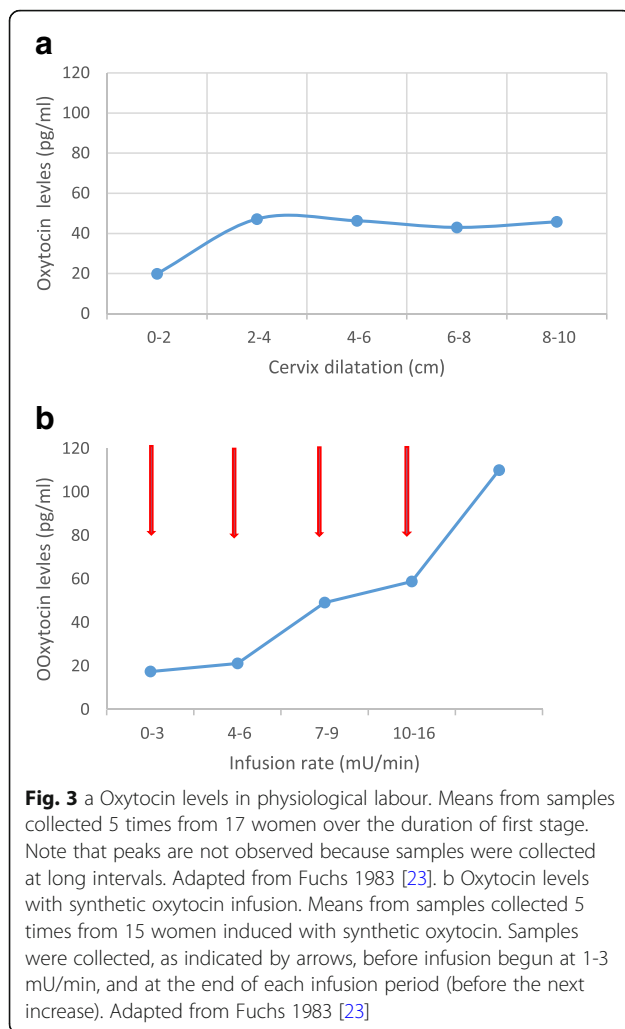 a
120
100
80
60
40
20
0
Oxytocin levles (pg/ml)
0-2 2-4 4-6 6-8 8-10
Cervix dilatation (cm)
b
120
100
80
60
40
20
0
OOxytocin levles (pg/ml)
0-3 4-6 7-9 10-16
Infusion rate (mU/min)
Fig. 3 a Oxytocin levels in physiological labour. Means from samples
collected 5 times from 17 women over the duration of first stage.
Note that peaks are not observed because samples were collected
at long intervals. Adapted from Fuchs 1983 [23]. b Oxytocin levels
with synthetic oxytocin infusion. Means from samples collected 5
times from 15 women induced with synthetic oxytocin. Samples
were collected, as indicated by arrows, before infusion begun at 1-3
mU/min, and at the end of each infusion period (before the next
increase). Adapted from Fuchs 1983 [23]